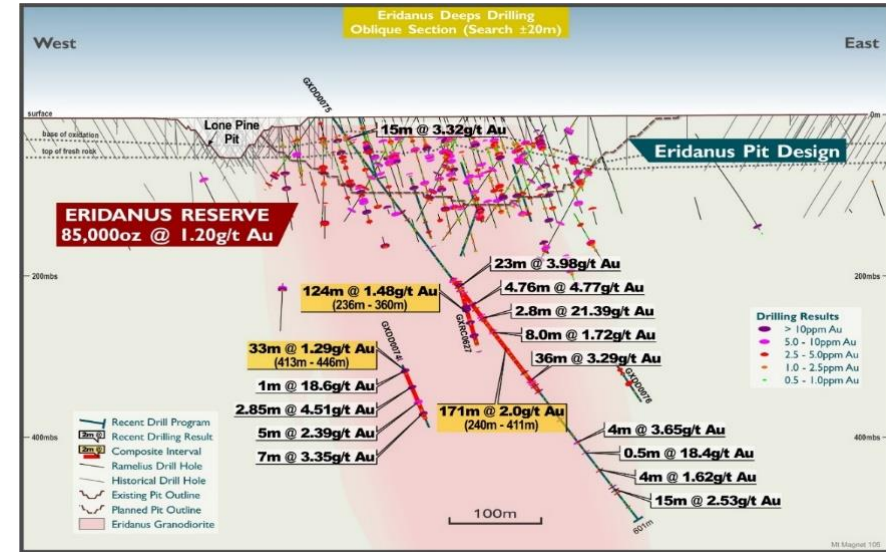 Eridanus Deeps Drilling
Oblique Section (Search ±20m)
West
East
GXDD0075
surface
0m
Lone Pine
Pit
15m @ 3.32g/t Au
base of oxidation
top of fresh rock
Eridanus Pit Design
ERIDANUS RESERVE
85,000oz @ 1.20g/t Au
23m @ 3.98g/t Au
200mbs
200mbs
124m @ 1.48g/t Au
(236m - 360m)
4.76m @ 4.77g/t Au
2.8m @ 21.39g/t Au
GXRC0627
8.0m @ 1.72g/t Au
Drilling Results
> 10ppm Au
5.0 - 10ppm Au
2.5 - 5.0ppm Au
1.0 - 2.5ppm Au
0.5 - 1.0ppm Au
33m @ 1.29g/t Au
(413m - 446m)
GXDD0074
36m @ 3.29g/t Au
GXDD0076
1m @ 18.6g/t Au
2.85m @ 4.51g/t Au
171m @ 2.0g/t Au
(240m - 411m)
5m @ 2.39g/t Au
4m @ 3.65g/t Au
7m @ 3.35g/t Au
400mbs
400mbs
0.5m @ 18.4g/t Au
4m @ 1.62g/t Au
15m @ 2.53g/t Au
Recent Drill Program
2m @ Recent Drilling Result
2m @ Composite Interval
Ramelius Drill Hole
Historical Drill Hole
Existing Pit Outline
Planned Pit Outline
Eridanus Granodiorite
100m
601m
Mt Magnet 105